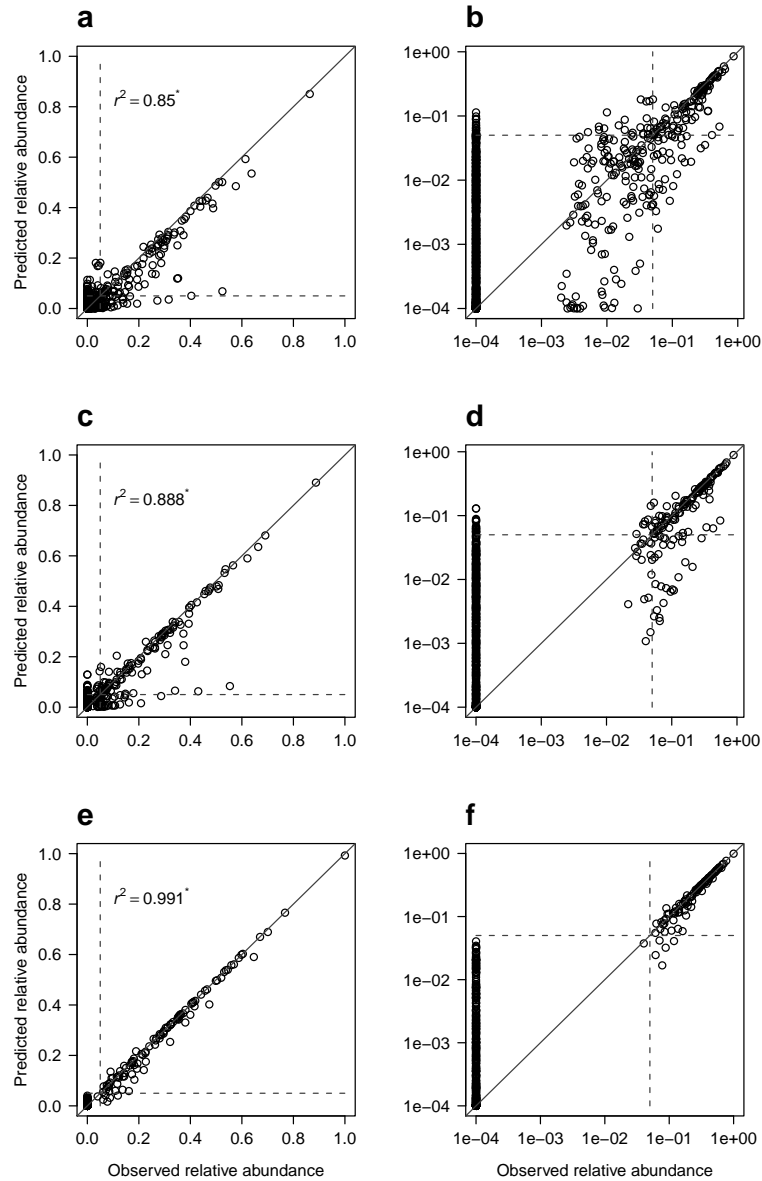 a
b
1.0
0.8
0.6
0.4
0.2
0.0
Predicted relative abundance
r² = 0.85*
0.0 0.2 0.4 0.6 0.8 1.0
1e+00
1e−01
1e−02
1e−03
1e−04
1e−04 1e−03 1e−02 1e−01 1e+00
c
d
1.0
0.8
0.6
0.4
0.2
0.0
Predicted relative abundance
r² = 0.888*
0.0 0.2 0.4 0.6 0.8 1.0
1e+00
1e−01
1e−02
1e−03
1e−04
1e−04 1e−03 1e−02 1e−01 1e+00
e
f
1.0
0.8
0.6
0.4
0.2
0.0
Predicted relative abundance
r² = 0.991*
0.0 0.2 0.4 0.6 0.8 1.0
Observed relative abundance
1e+00
1e−01
1e−02
1e−03
1e−04
1e−04 1e−03 1e−02 1e−01 1e+00
Observed relative abundance